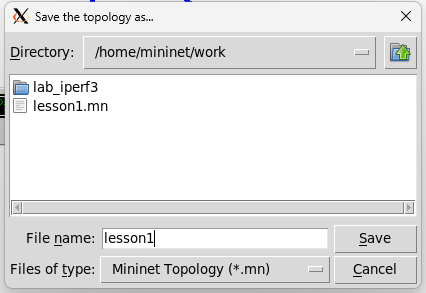 Save the topology as...
Directory: /home/mininet/work
lab_iperf3
lesson1.mn
File name: lesson1 Save
Files of type: Mininet Topology (*.mn) Cancel